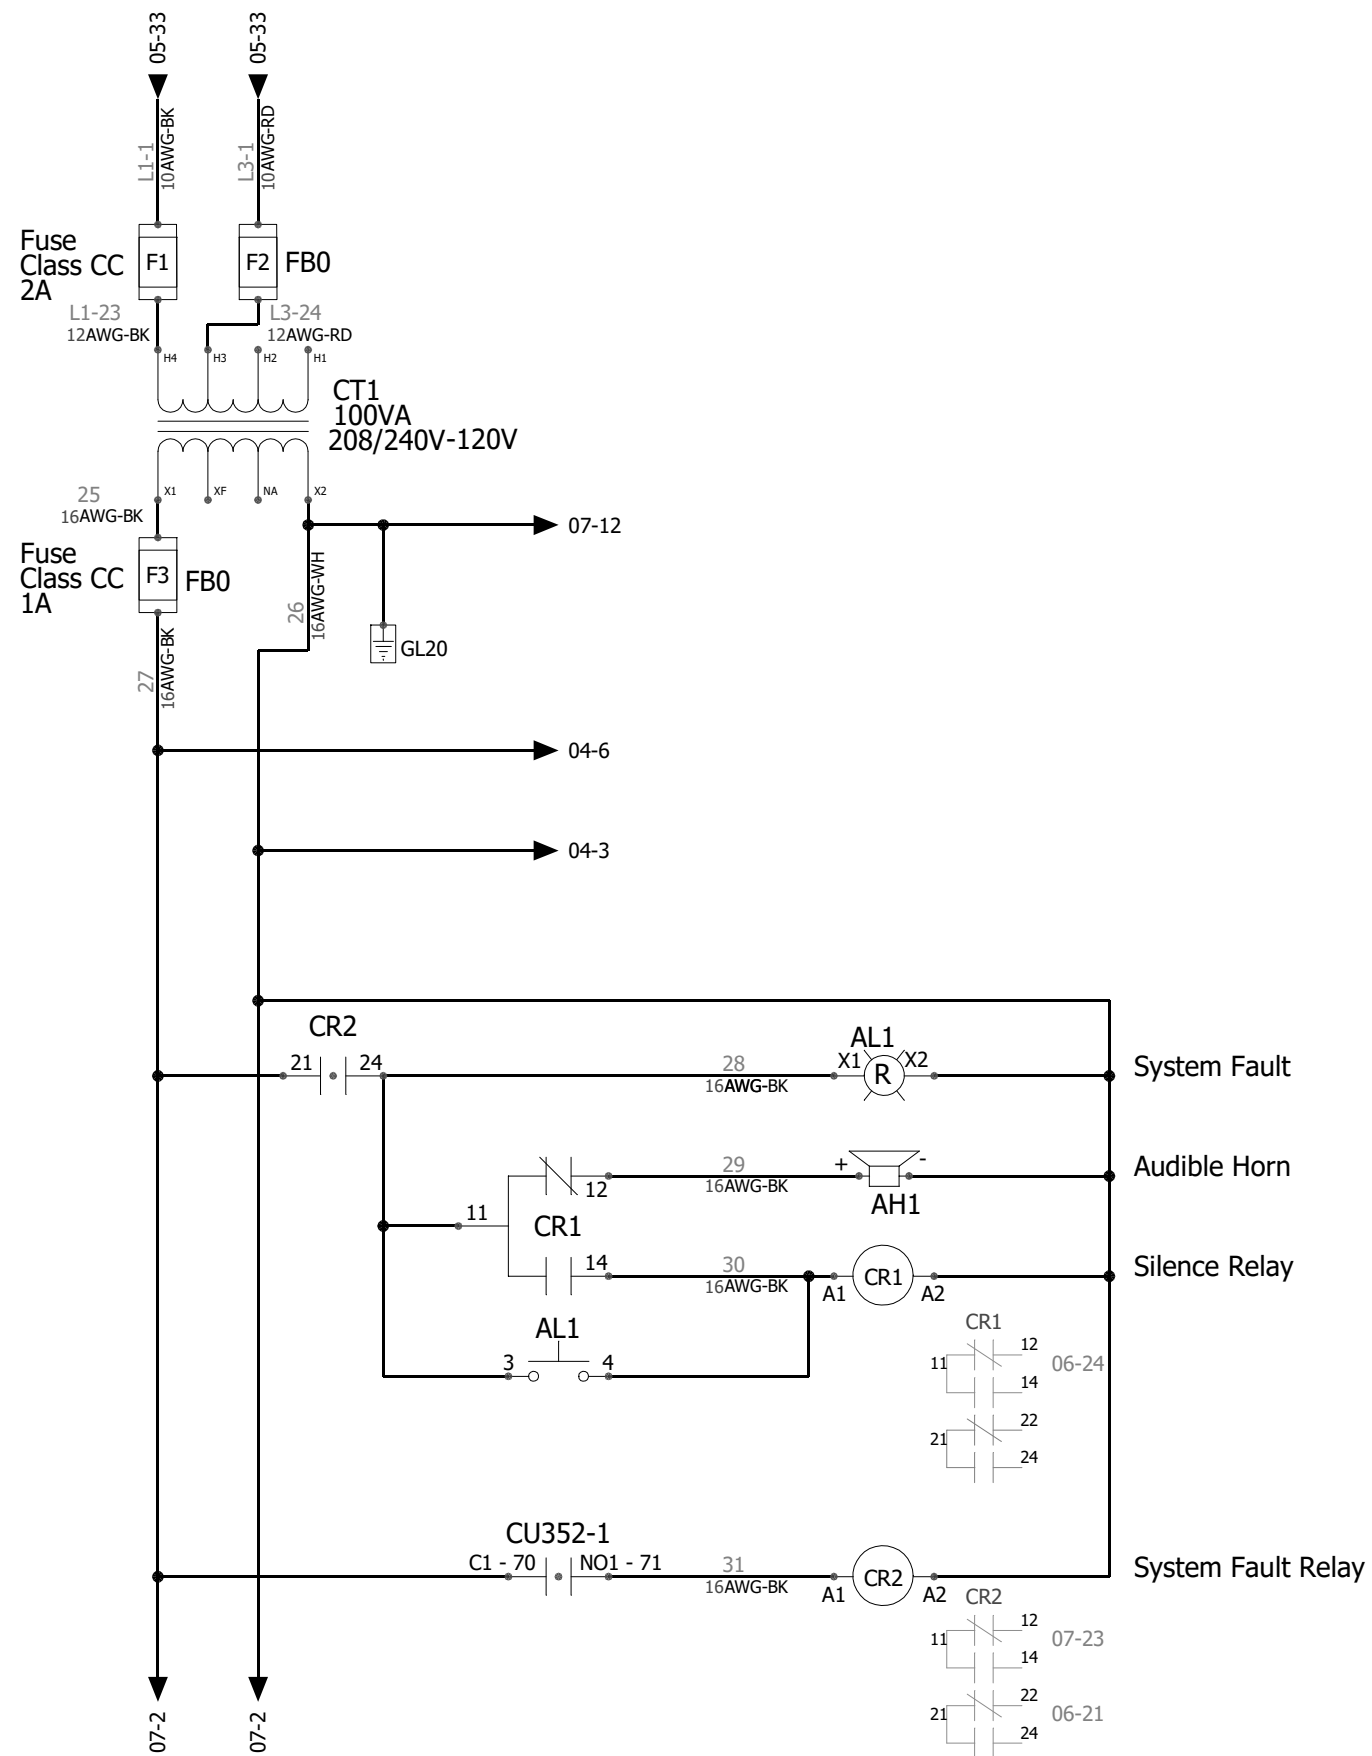 05-33
05-33
L1-1
10AWG-BK
L3-1
10AWG-RD
Fuse
Class CC
2A
F1
F2
FB0
L1-23
12AWG-BK
L3-24
12AWG-RD
H4
H3
H2
H1
CT1
100VA
208/240V-120V
X1
XF
NA
X2
25
16AWG-BK
07-12
Fuse
Class CC
1A
F3
FB0
26
16AWG-WH
GL20
27
16AWG-BK
04-6
04-3
CR2
21
24
28
16AWG-BK
AL1
X1
R
X2
System Fault
12
29
16AWG-BK
+
-
AH1
Audible Horn
11
CR1
14
30
16AWG-BK
A1
CR1
A2
Silence Relay
AL1
3
4
CR1
11
12
14
06-24
21
22
24
CU352-1
C1 - 70
NO1 - 71
31
16AWG-BK
A1
CR2
A2
System Fault Relay
CR2
11
12
14
07-23
21
22
24
06-21
07-2
07-2